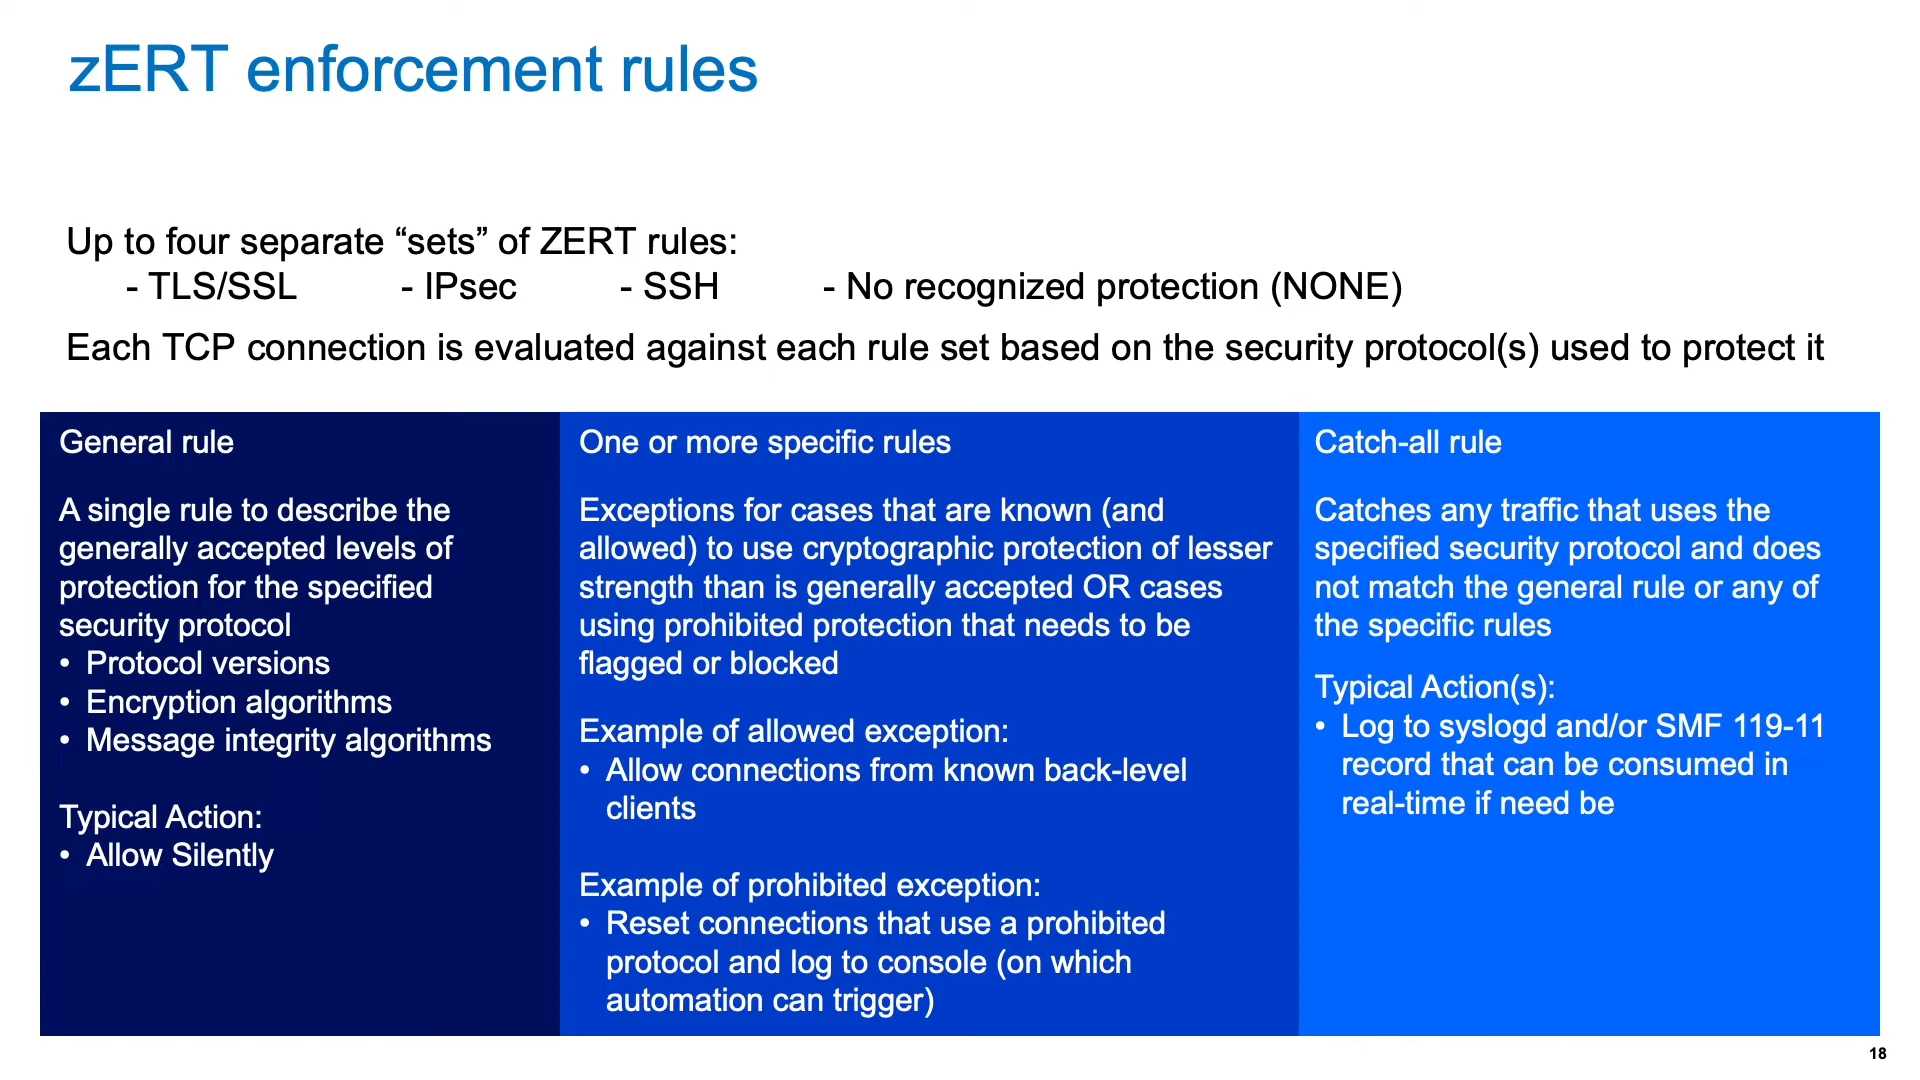 zERT enforcement rules
Up to four separate “sets” of ZERT rules:
- TLS/SSL - IPsec - SSH - No recognized protection (NONE)
Each TCP connection is evaluated against each rule set based on the security protocol(s) used to protect it
General rule
A single rule to describe the
generally accepted levels of
protection for the specified
security protocol
• Protocol versions
• Encryption algorithms
• Message integrity algorithms
Typical Action:
• Allow Silently
One or more specific rules
Exceptions for cases that are known (and
allowed) to use cryptographic protection of lesser
strength than is generally accepted OR cases
using prohibited protection that needs to be
flagged or blocked
Example of allowed exception:
• Allow connections from known back-level
clients
Example of prohibited exception:
• Reset connections that use a prohibited
protocol and log to console (on which
automation can trigger)
Catch-all rule
Catches any traffic that uses the
specified security protocol and does
not match the general rule or any of
the specific rules
Typical Action(s):
• Log to syslogd and/or SMF 119-11
record that can be consumed in
real-time if need be
18